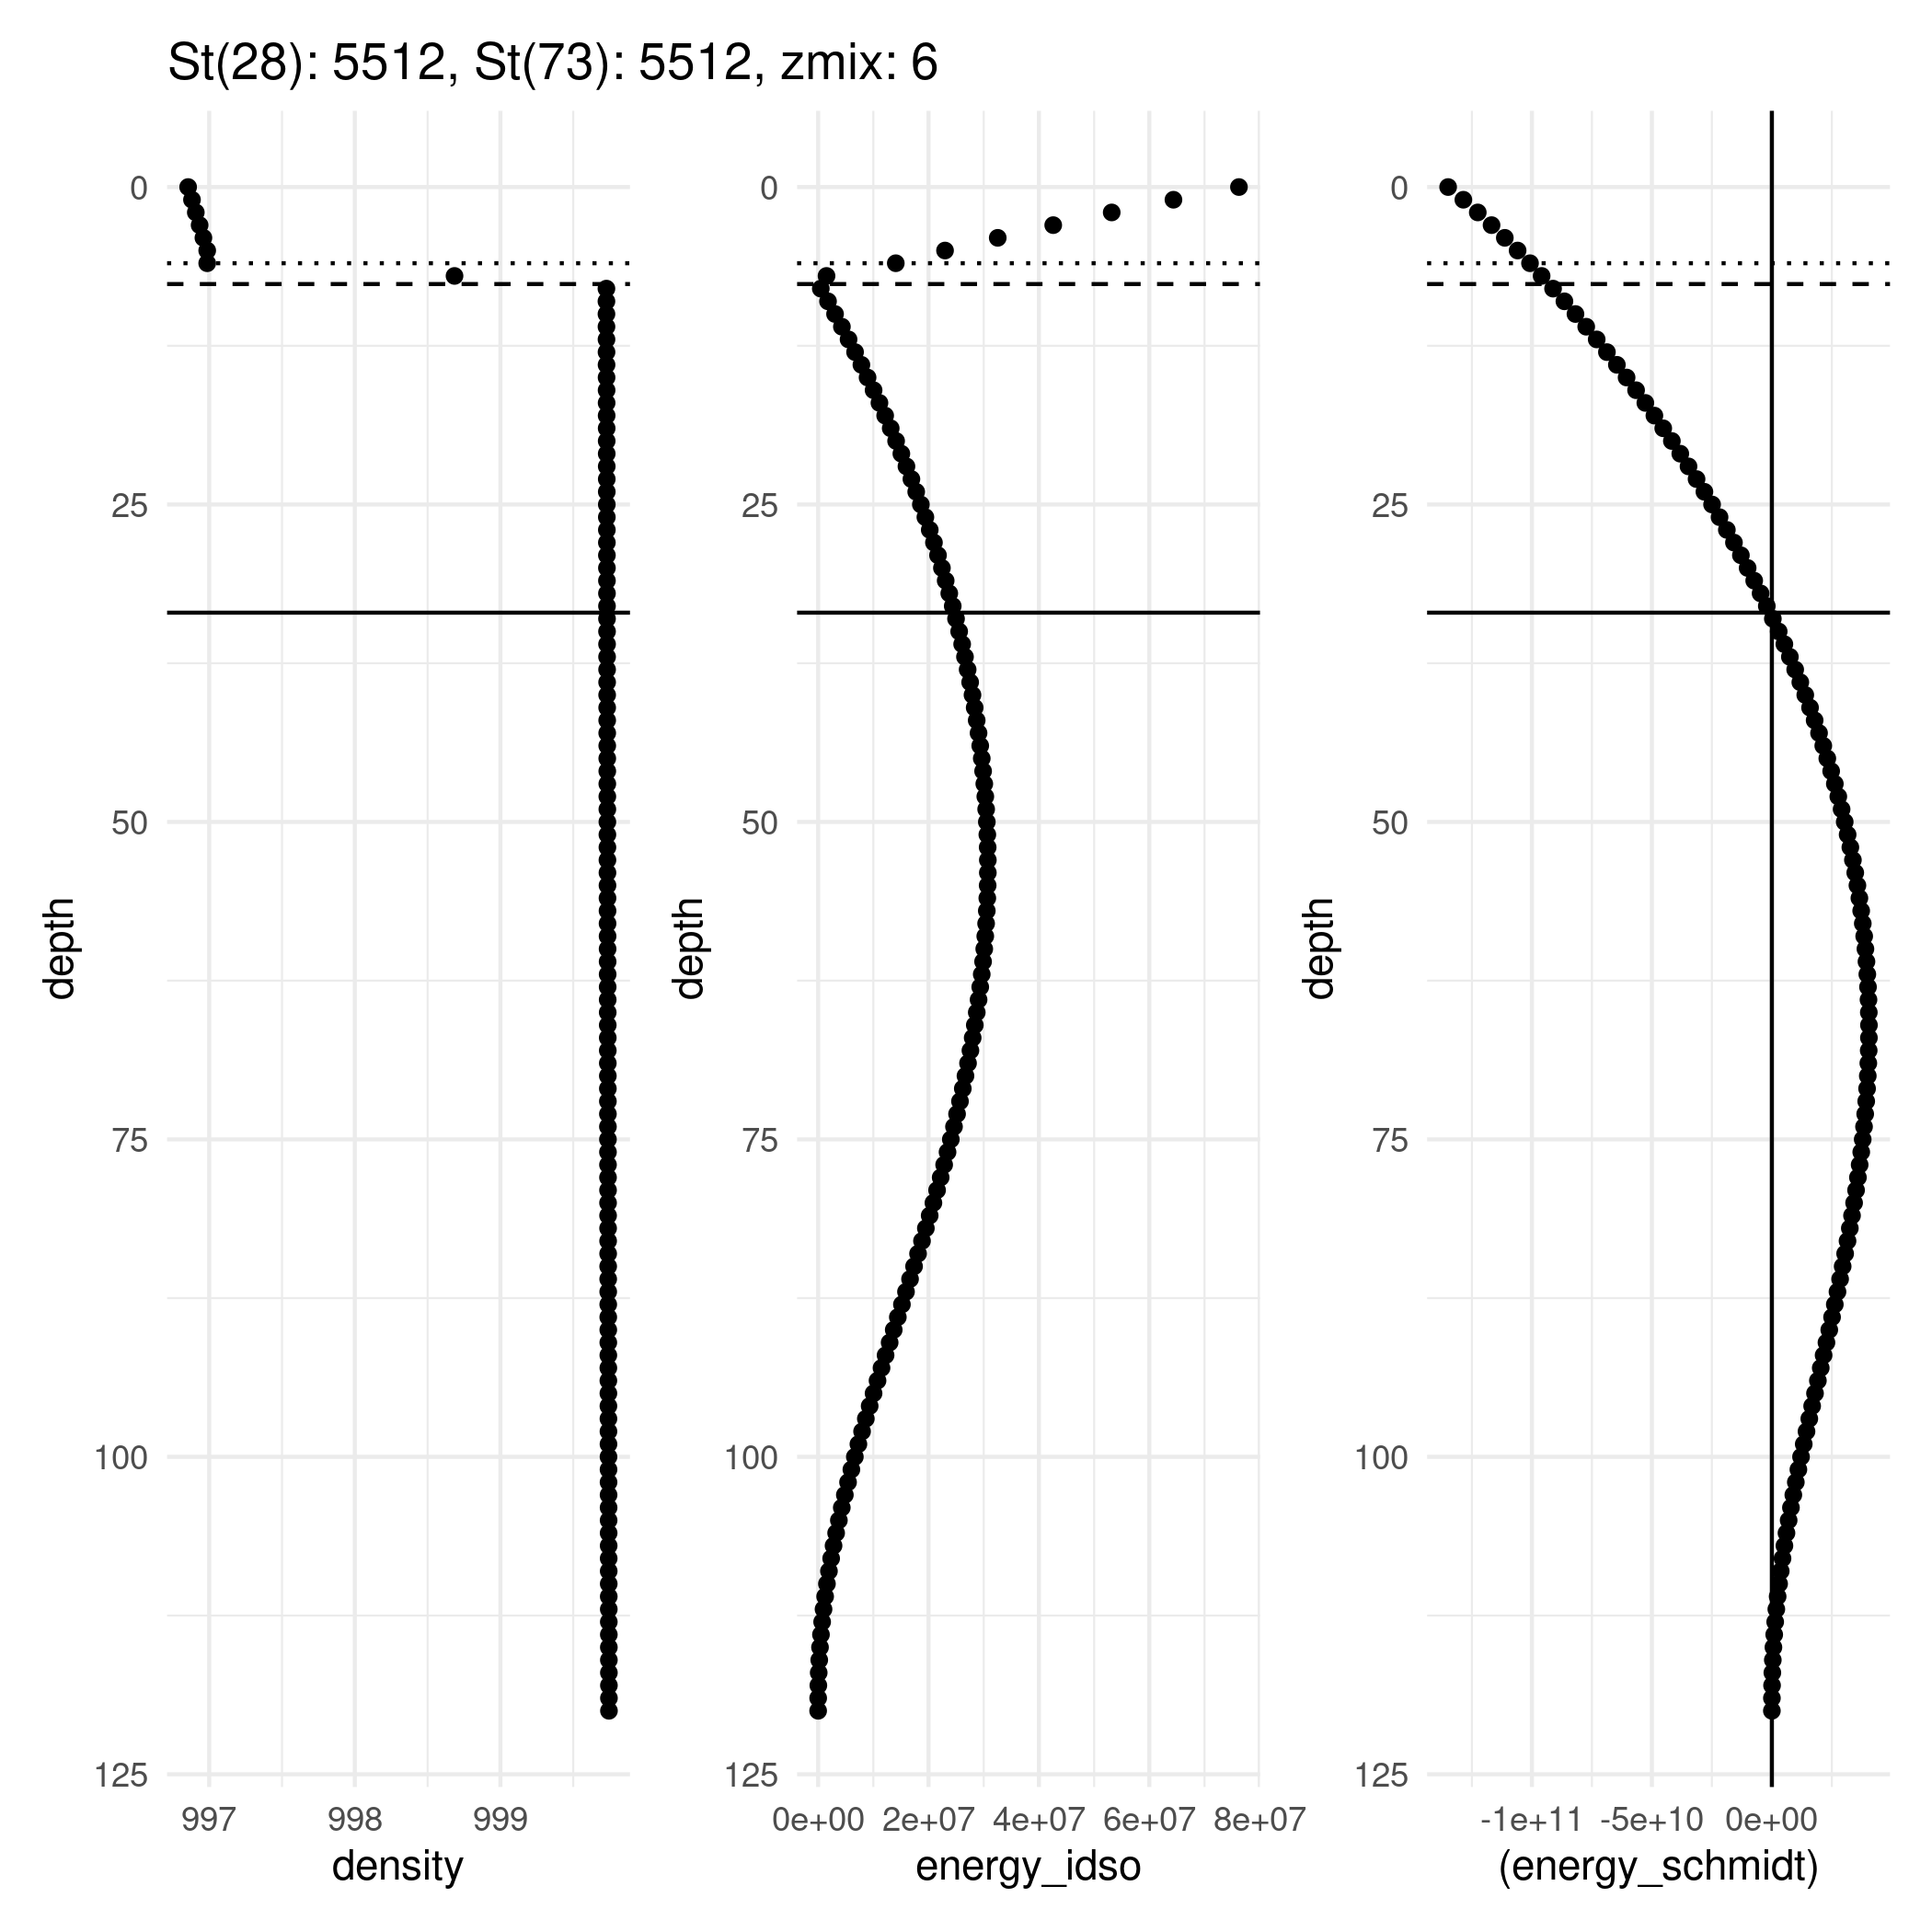 St(28): 5512, St(73): 5512, zmix: 6
0
25
50
75
100
125
depth
997 998 999
density
0
25
50
75
100
125
depth
0e+00 2e+07 4e+07 6e+07 8e+07
energy_idso
0
25
50
75
100
125
depth
-1e+11 -5e+10 0e+00
(energy_schmidt)